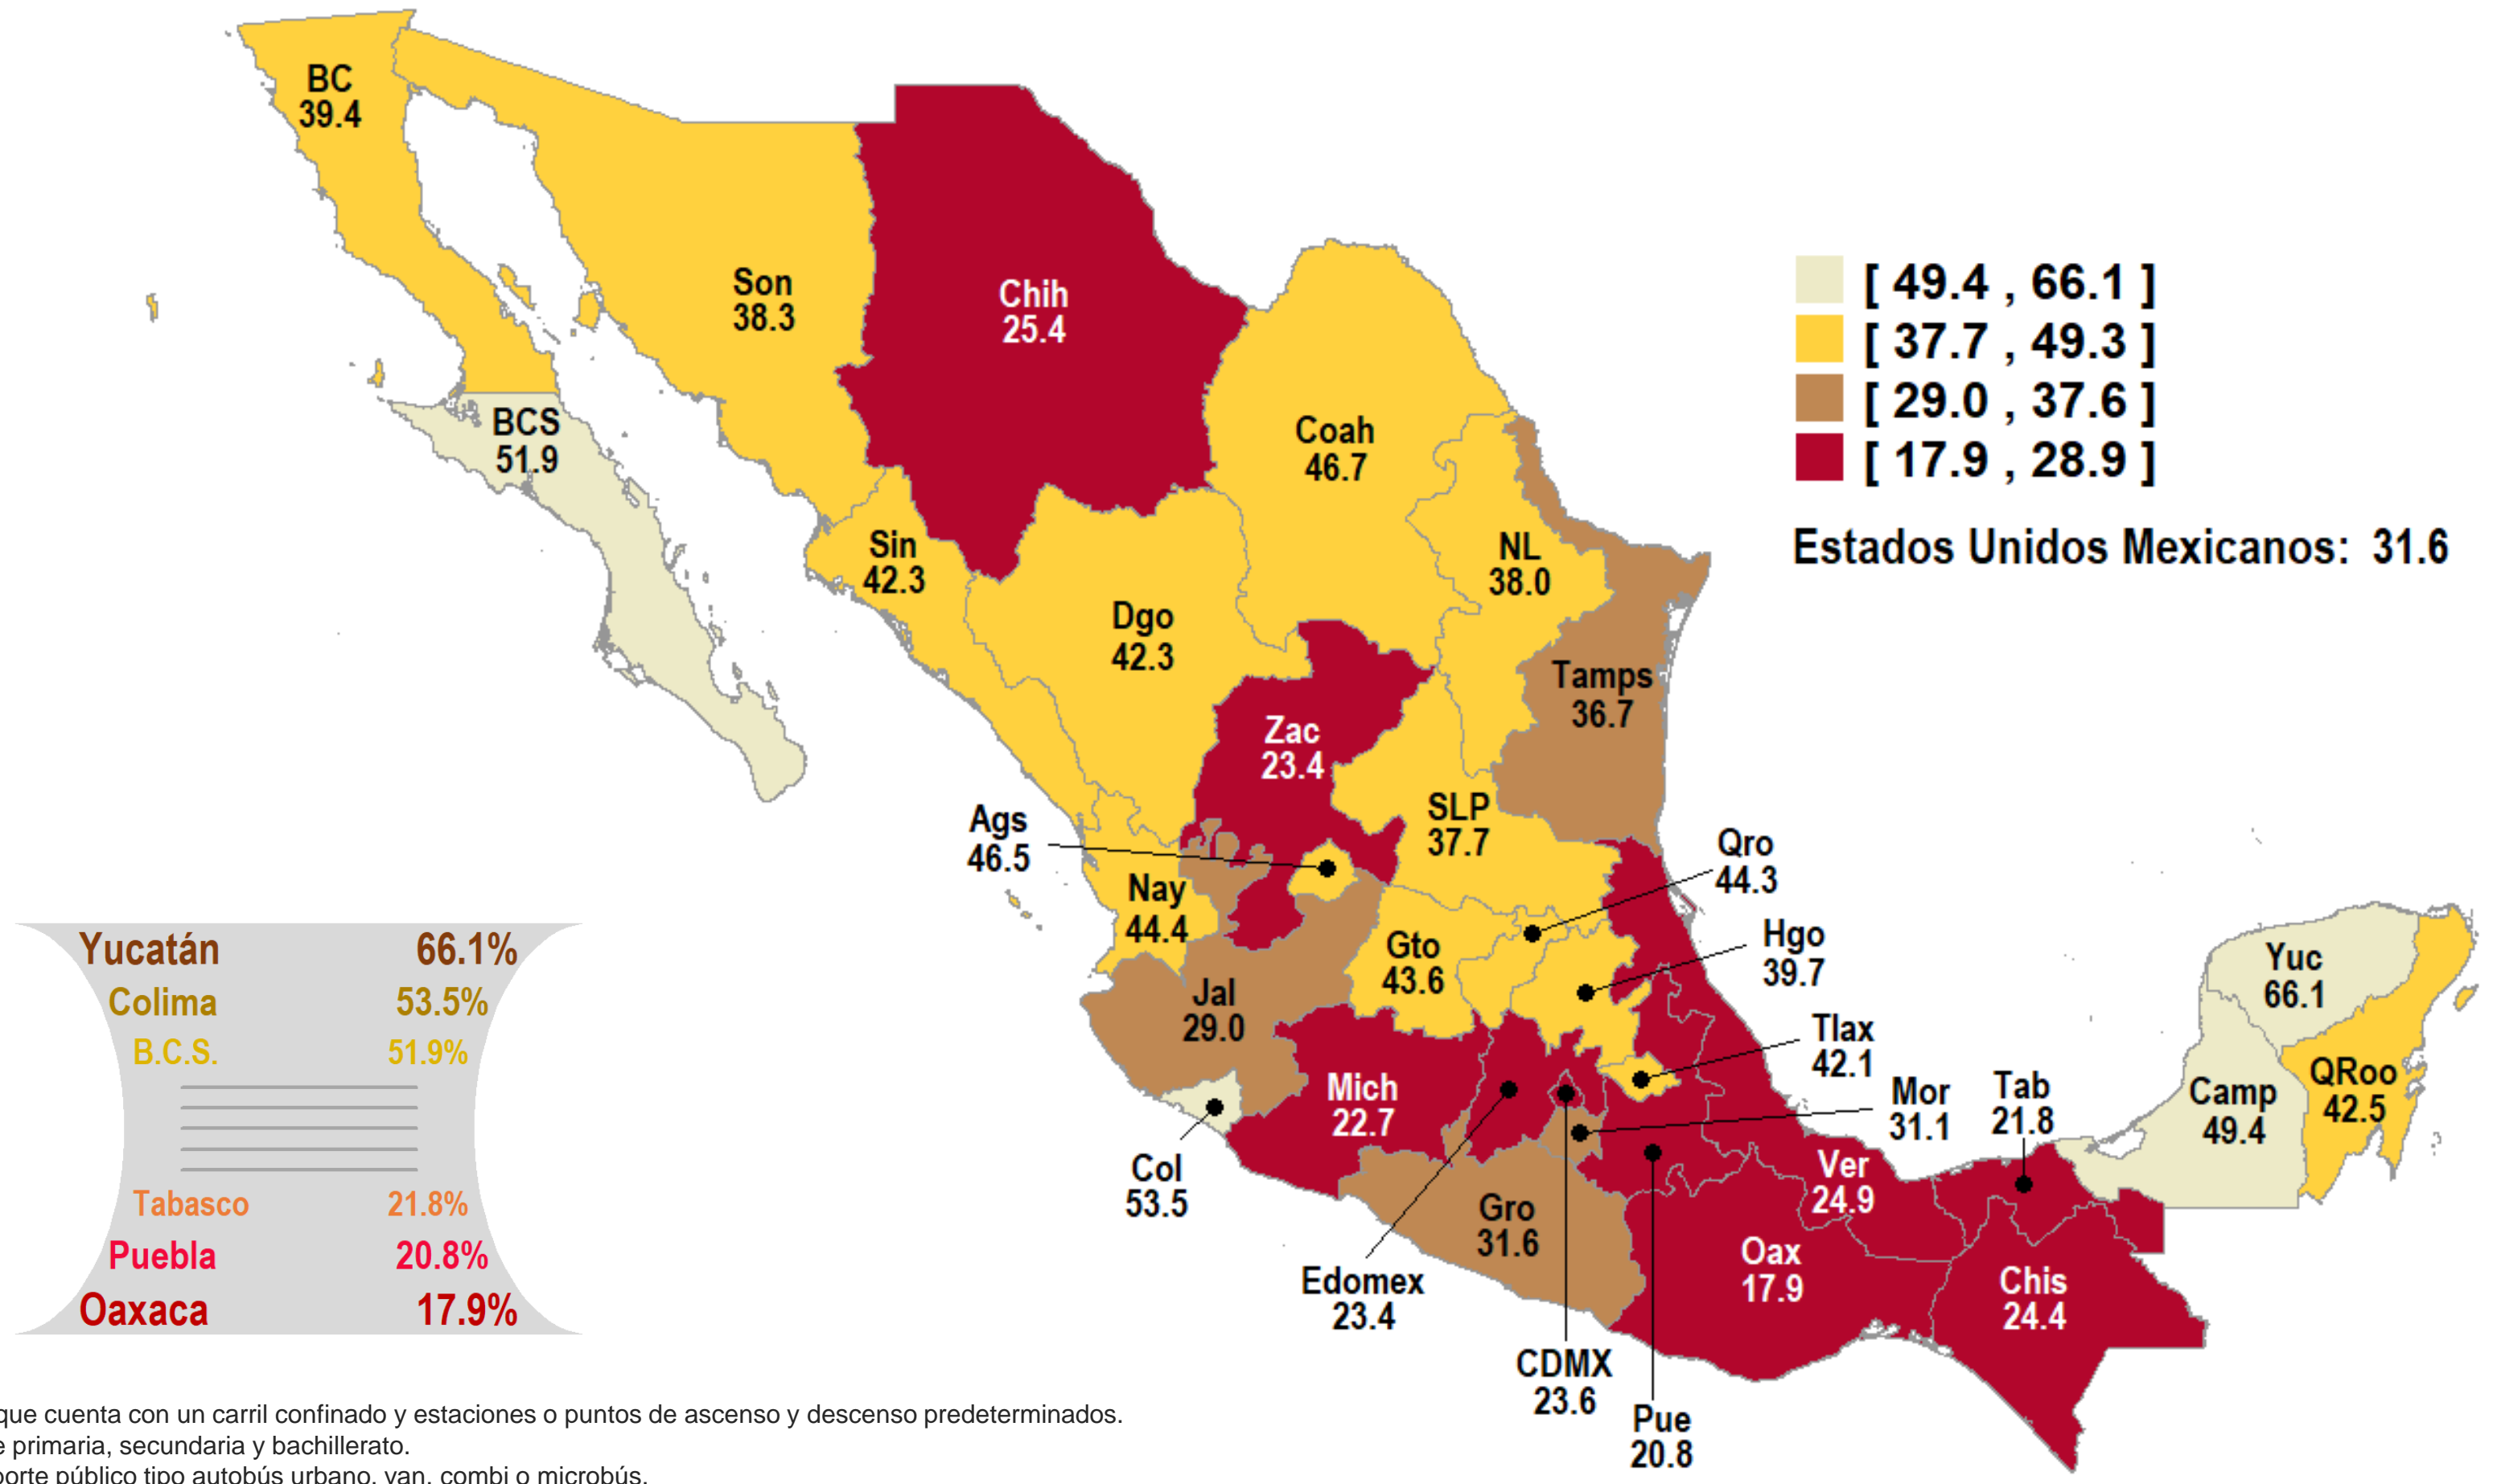 BC
39.4
Son
38.3
Chih
25.4
BCS
51.9
Coah
46.7
Sin
42.3
NL
38.0
Dgo
42.3
Tamps
36.7
Zac
23.4
SLP
37.7
Ags
46.5
Nay
44.4
Qro
44.3
Gto
43.6
Hgo
39.7
Jal
29.0
Tlax
42.1
Mich
22.7
Mor
31.1
Tab
21.8
Yuc
66.1
QRoo
42.5
Camp
49.4
Col
53.5
Ver
24.9
Gro
31.6
Oax
17.9
Chis
24.4
Edomex
23.4
CDMX
23.6
Pue
20.8
[ 49.4 , 66.1 ]
[ 37.7 , 49.3 ]
[ 29.0 , 37.6 ]
[ 17.9 , 28.9 ]
Estados Unidos Mexicanos: 31.6
Yucatán 66.1%
Colima 53.5%
B.C.S. 51.9%
Tabasco 21.8%
Puebla 20.8%
Oaxaca 17.9%
que cuenta con un carril confinado y estaciones o puntos de ascenso y descenso predeterminados.
primaria, secundaria y bachillerato.
público tipo autobús urbano, van, combi o microbús.